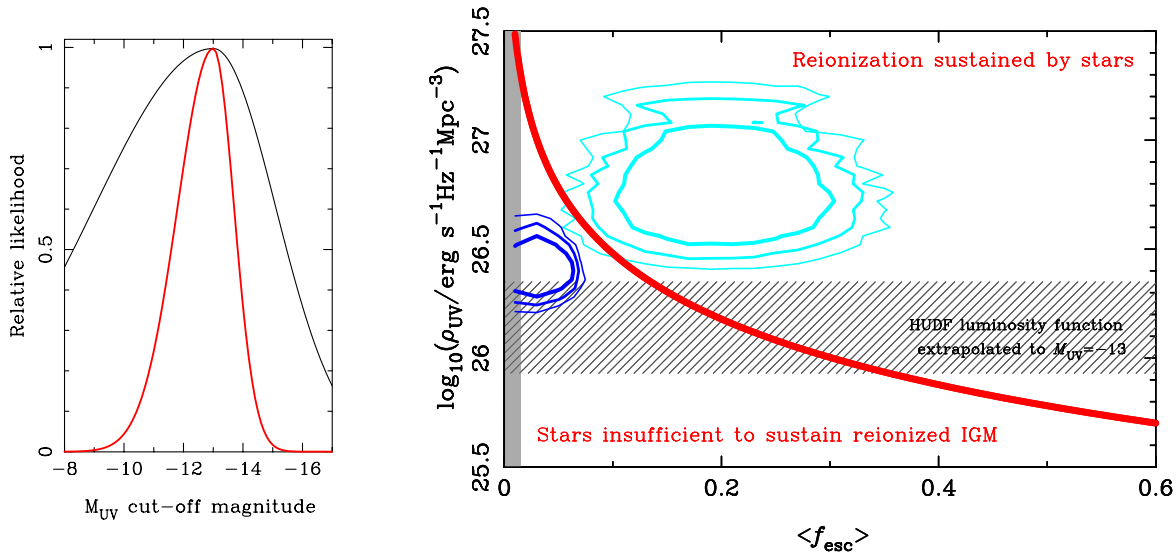 Relative likelihood
0
0.5
1
−8
−10
−12
−14
−16
M_UV cut−off magnitude
log₁₀(ρ_UV/erg s⁻¹Hz⁻¹Mpc⁻³)
25.5
26
26.5
27
27.5
Reionization sustained by stars
HUDF luminosity function
extrapolated to M_UV=−13
Stars insufficient to sustain reionized IGM
0
0.2
0.4
0.6
<f_esc>